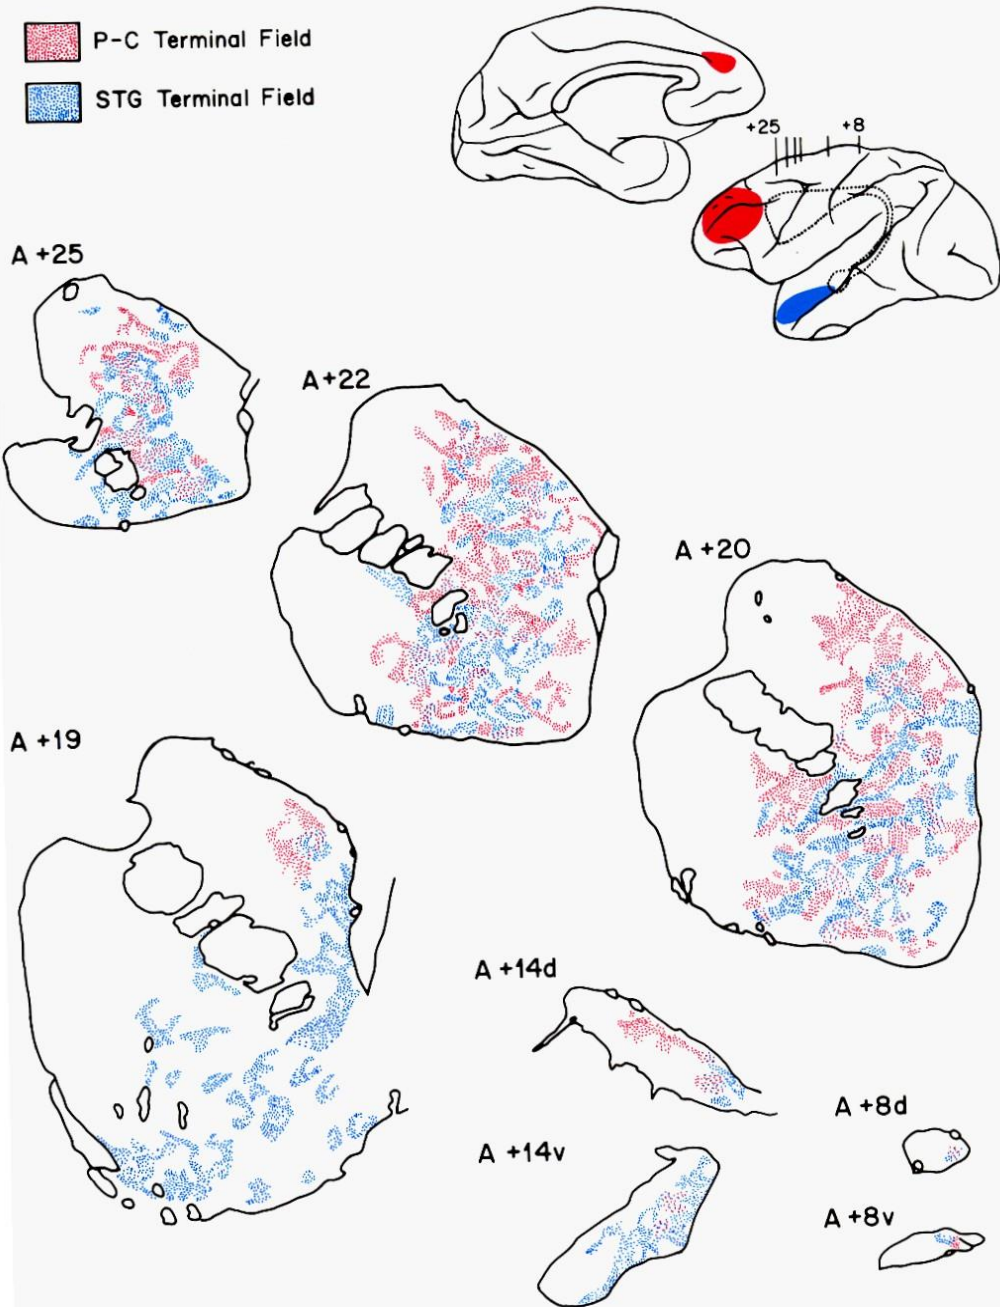 P-C Terminal Field
STG Terminal Field
+25 +8
A +25
A+22
A +20
A +19
A +14d
A +8d
A +14v
A +8v